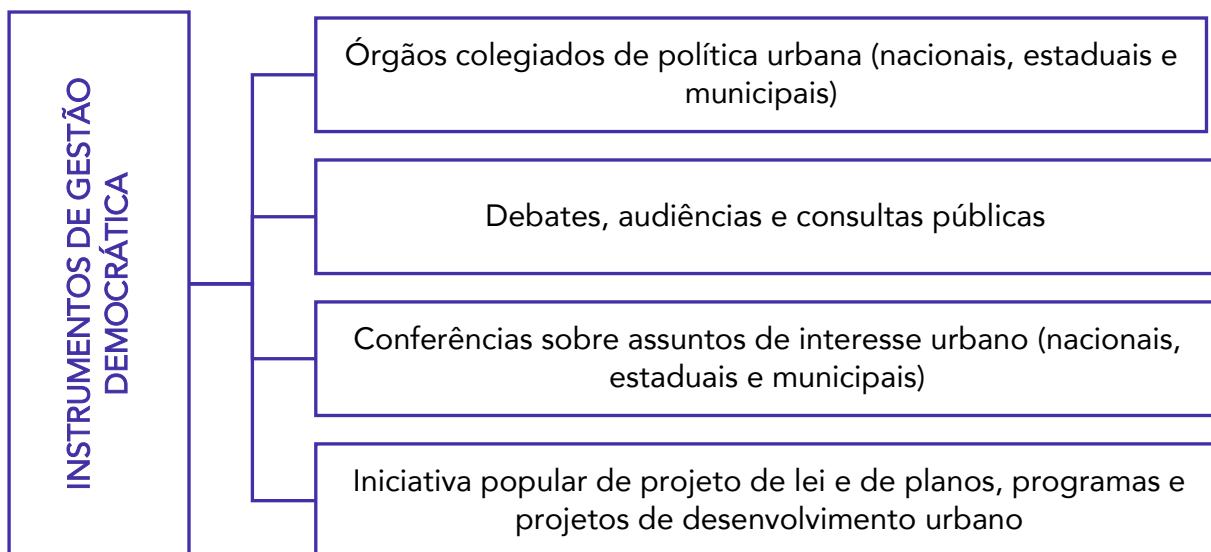 INSTRUMENTOS DE GESTÃO
DEMOCRÁTICA
Órgãos colegiados de política urbana (nacionais, estaduais e
municipais)
Debates, audiências e consultas públicas
Conferências sobre assuntos de interesse urbano (nacionais,
estaduais e municipais)
Iniciativa popular de projeto de lei e de planos, programas e
projetos de desenvolvimento urbano